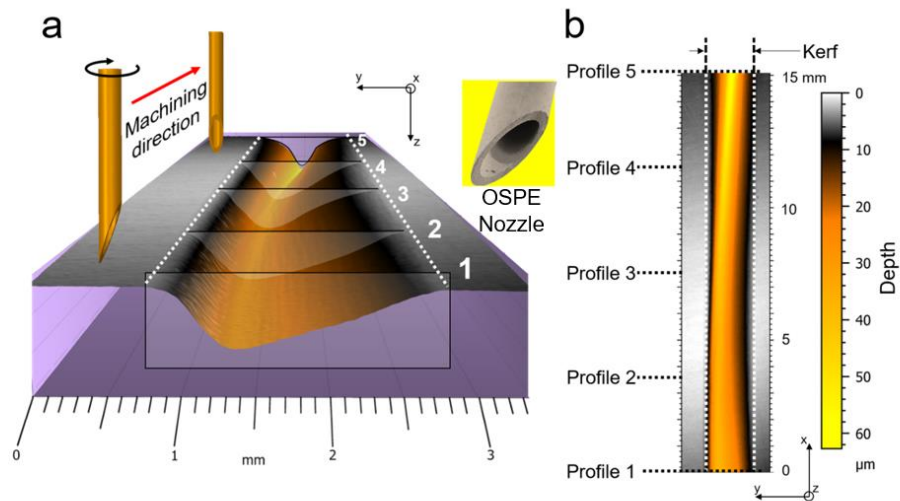 a
Machining
direction
y
x
z
OSPE
Nozzle
5
4
3
2
1
0
1
2
3
mm
b
Kerf
Profile 5
Profile 4
Profile 3
Profile 2
Profile 1
15 mm
10
5
0
x
y
z
0
10
20
30
40
50
60
µm
Depth